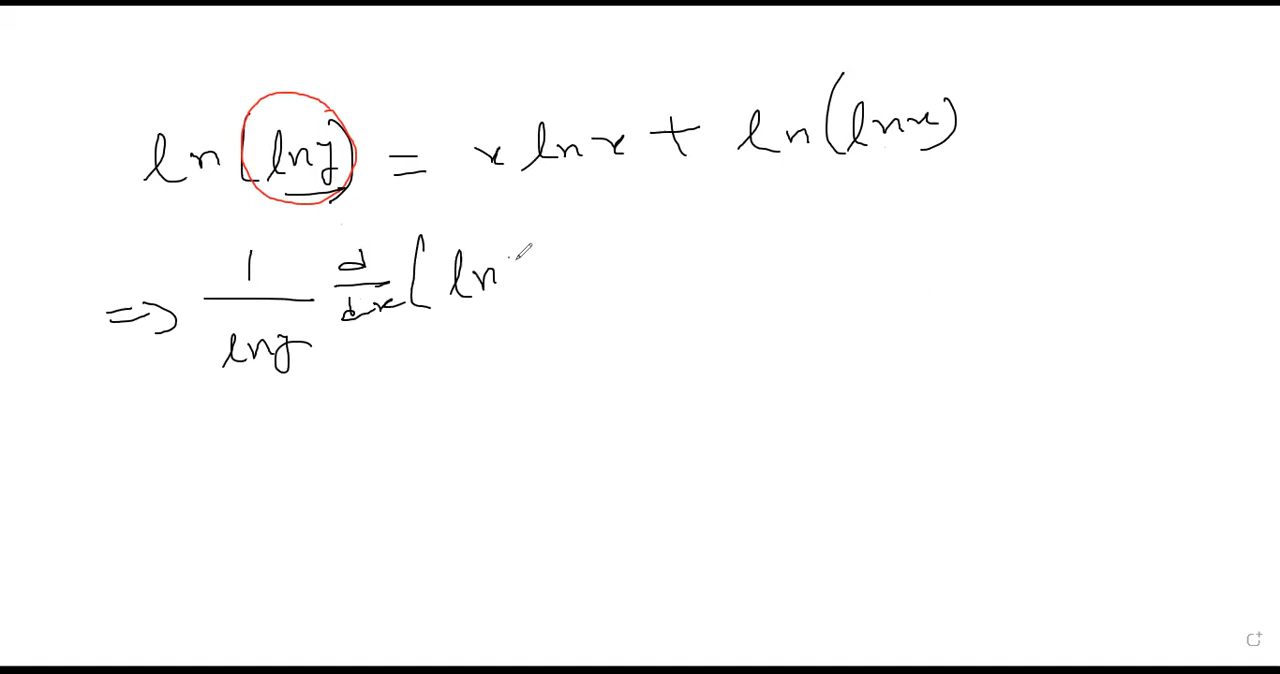 ln(lny) = x lnx + ln(lnx)
=> 1/lny d/dx ( ln